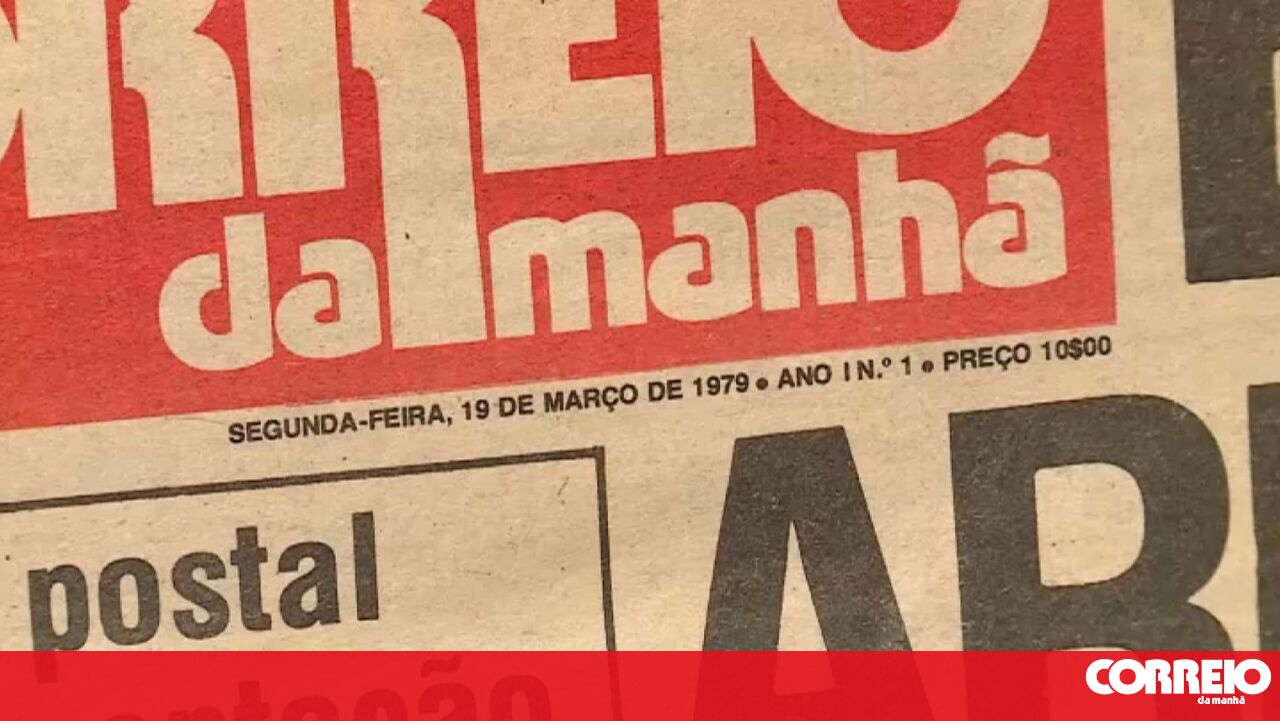 da manhã
SEGUNDA-FEIRA, 19 DE MARÇO DE 1979 • ANO I N.º 1 • PREÇO 10$00
postal
CORREIO
da manhã